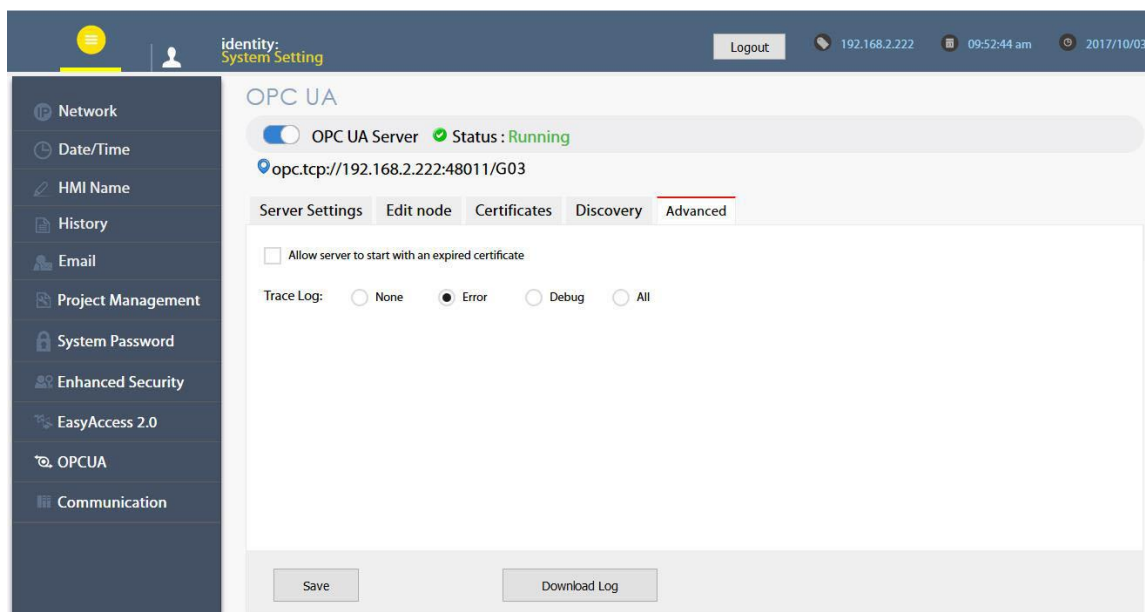 identity:
System Setting
Logout
192.168.2.222
09:52:44 am
2017/10/03
Network
Date/Time
HMI Name
History
Email
Project Management
System Password
Enhanced Security
EasyAccess 2.0
OPCUA
Communication
OPC UA
OPC UA Server Status : Running
opc.tcp://192.168.2.222:48011/G03
Server Settings Edit node Certificates Discovery Advanced
Allow server to start with an expired certificate
Trace Log: None Error Debug All
Save Download Log